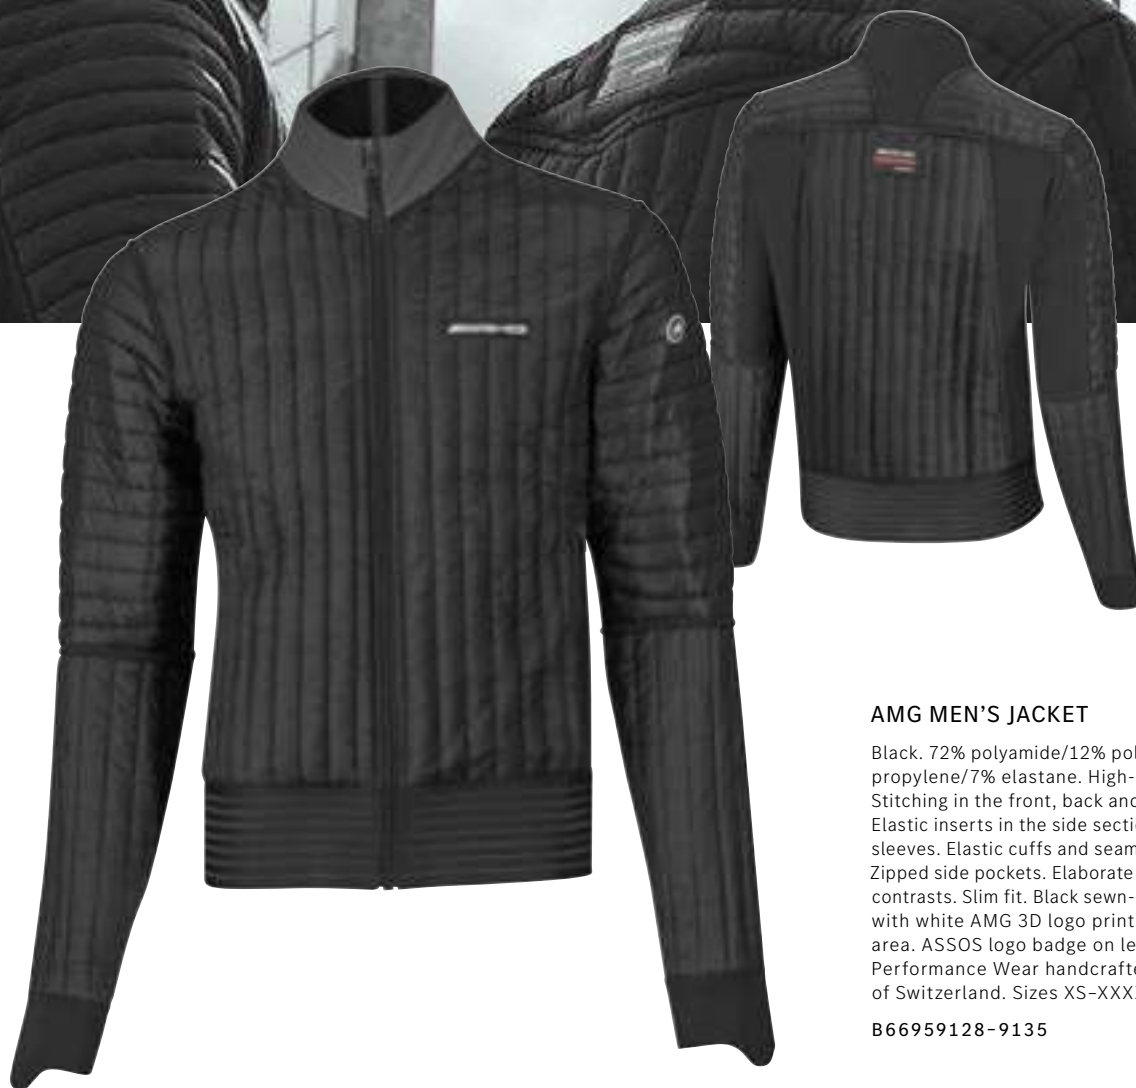 AMG MEN’S JACKET
Black. 72% polyamide/12% pol
propylene/7% elastane. High-
Stitching in the front, back and
Elastic inserts in the side secti
sleeves. Elastic cuffs and seam
Zipped side pockets. Elaborate
contrasts. Slim fit. Black sewn-
with white AMG 3D logo print
area. ASSOS logo badge on le
Performance Wear handcrafte
of Switzerland. Sizes XS–XXX
B66959128–9135